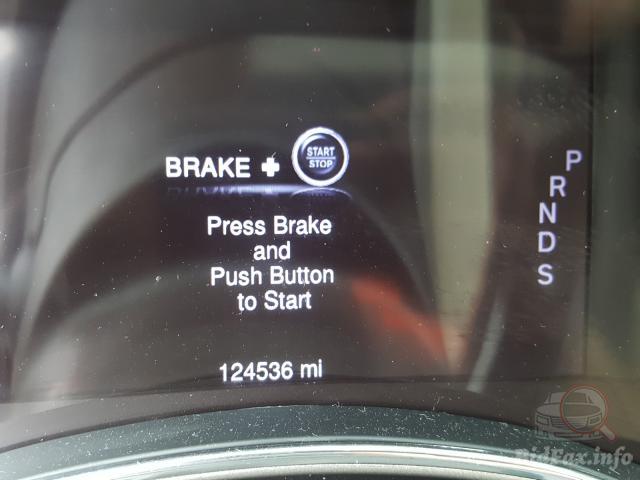 BRAKE + START STOP
Press Brake
and
Push Button
to Start
124536 mi
P
R
N
D
S
BidFax.info